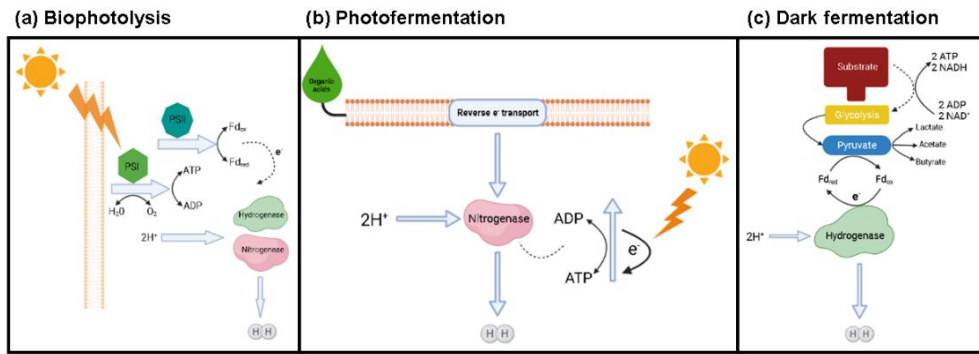 (a) Biophotolysis
PSII
Fdox
Fdred
e-
PSI
ATP
H2O
O2
ADP
Hydrogenase
2H+
Nitrogenase
H H
(b) Photofermentation
Organic
acids
Reverse e- transport
2H+
Nitrogenase
ADP
e-
ATP
H H
(c) Dark fermentation
Substrate
2 ATP
2 NADH
Glycolysis
2 ADP
2 NAD+
Pyruvate
Lactate
Acetate
Butyrate
Fdred
Fdox
e-
2H+
Hydrogenase
H H